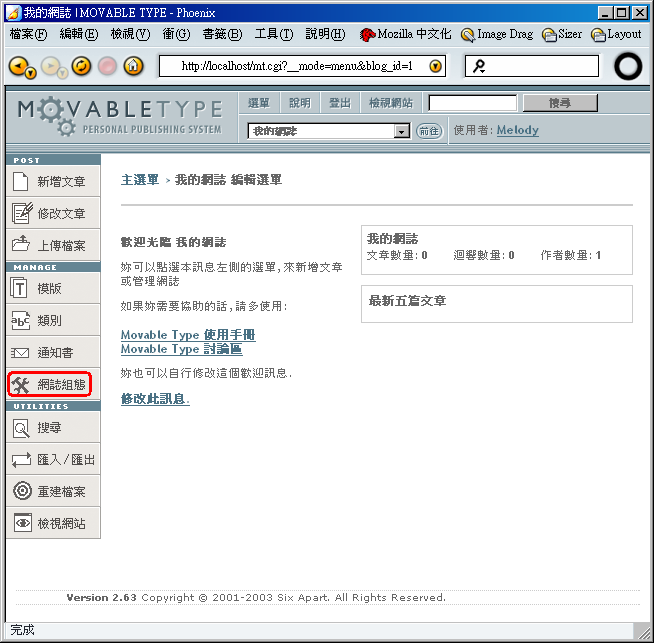 我的網誌 | MOVABLE TYPE - Phoenix
檔案(F) 編輯(E) 檢視(V) 衝(G) 書籤(B) 工具(T) 說明(H) Mozilla 中文化 Image Drag Sizer Layout
http://localhost/mt.cgi?__mode=menu&blog_id=1
MOVABLETYPE
PERSONAL PUBLISHING SYSTEM
選單 說明 登出 檢視網站 搜尋
我的網誌 前往 使用者: Melody
POST
新增文章
修改文章
上傳檔案
MANAGE
模版
類別
通知書
網誌組態
UTILITIES
搜尋
匯入/匯出
重建檔案
檢視網站
主選單 > 我的網誌 編輯選單
歡迎光臨 我的網誌
妳可以點選本訊息左側的選單,來新增文章
或管理網誌
如果妳需要協助的話,請多使用:
Movable Type 使用手冊
Movable Type 討論區
妳也可以自行修改這個歡迎訊息.
修改此訊息.
我的網誌
文章數量: 0 迴響數量: 0 作者數量: 1
最新五篇文章
Version 2.63 Copyright © 2001-2003 Six Apart. All Rights Reserved.
完成